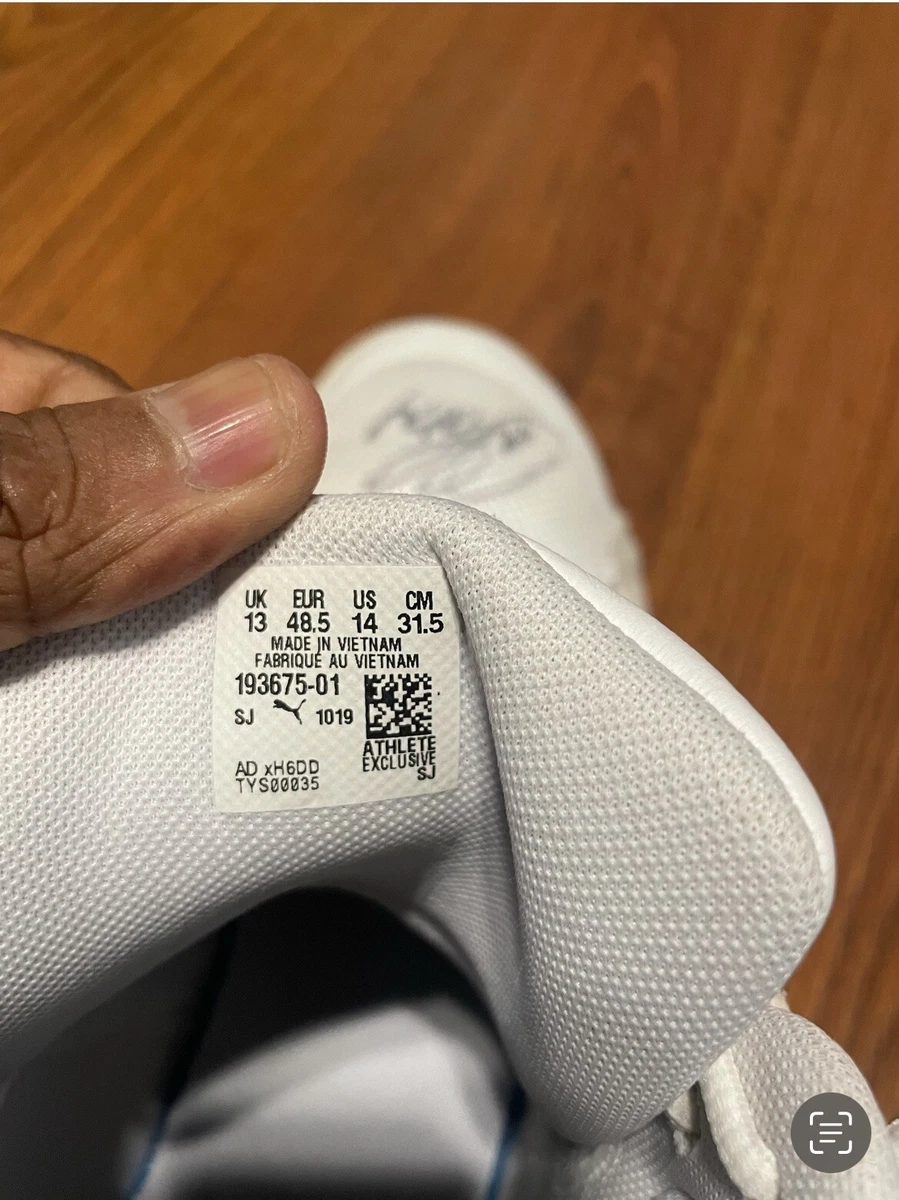 UK EUR US CM
13 48.5 14 31.5
MADE IN VIETNAM
FABRIQUÉ AU VIETNAM
193675-01
SJ 1019
ATHLETE
EXCLUSIVE
SJ
AD xH6DD
TYS00035